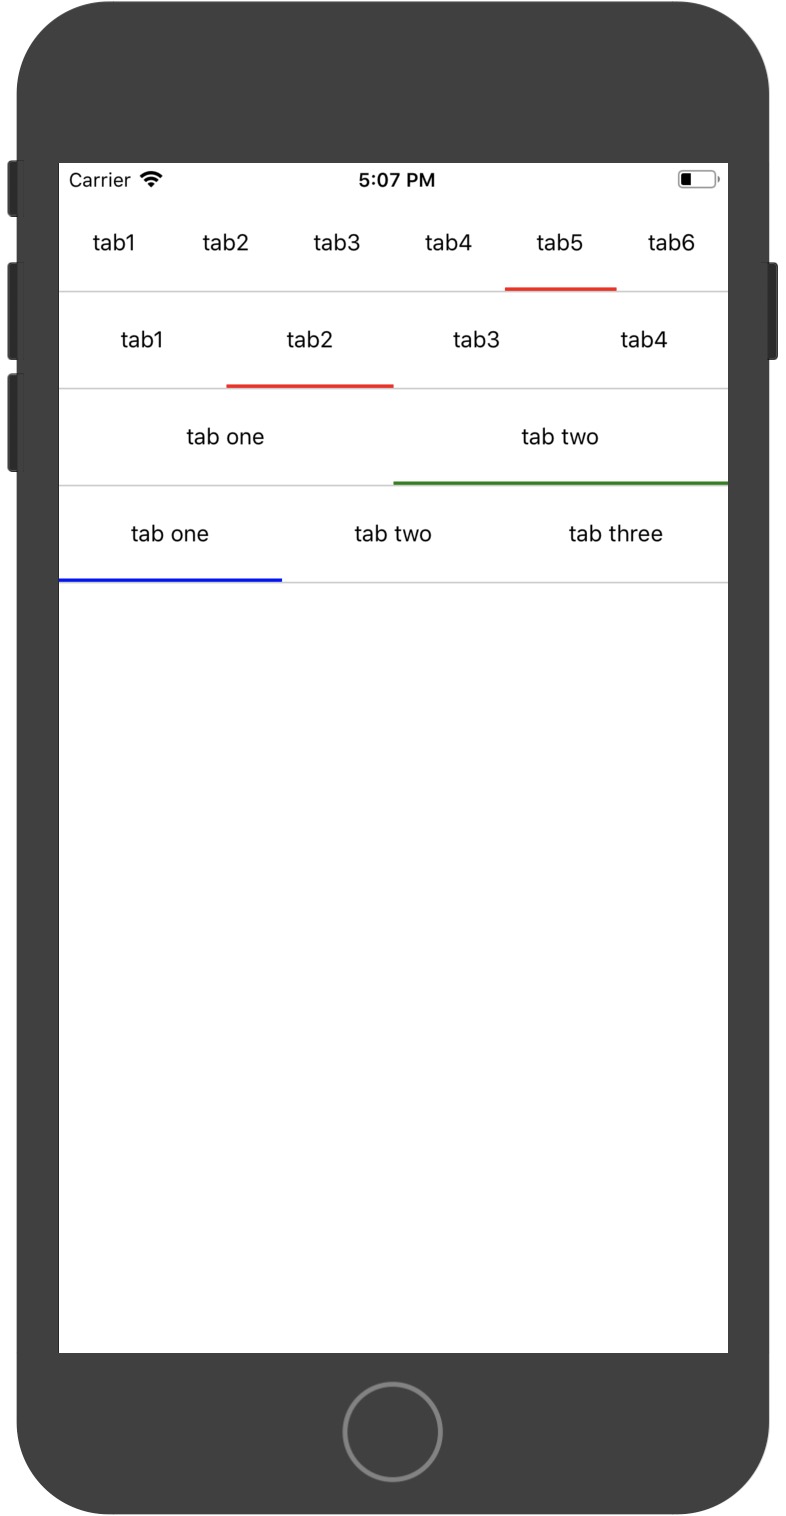 Carrier 5:07 PM
tab1 tab2 tab3 tab4 tab5 tab6
tab1 tab2 tab3 tab4
tab one tab two
tab one tab two tab three